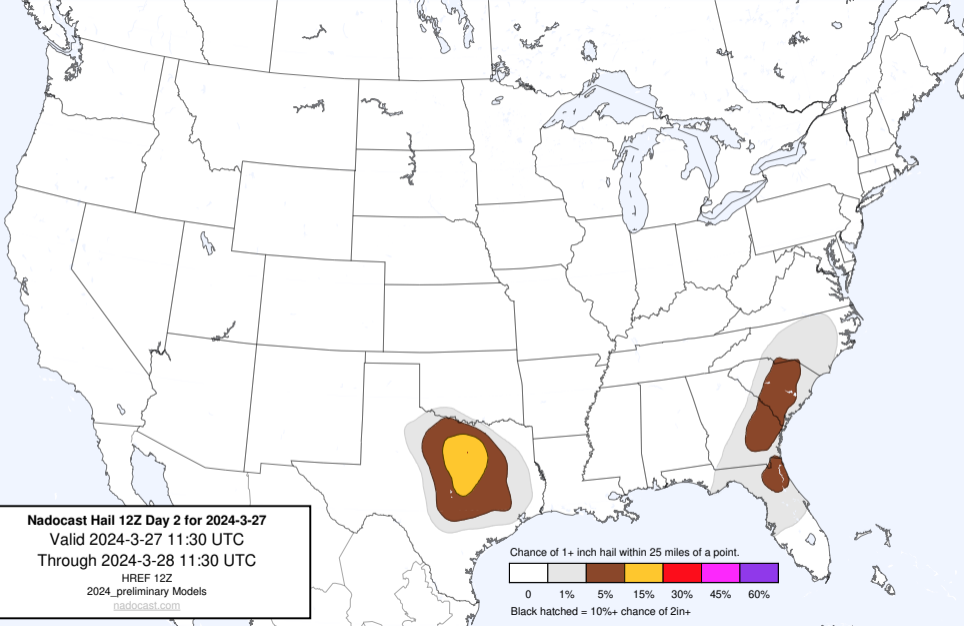 Nadocast Hail 12Z Day 2 for 2024-3-27
Valid 2024-3-27 11:30 UTC
Through 2024-3-28 11:30 UTC
HREF 12Z
2024_preliminary Models
nadocast.com
Chance of 1+ inch hail within 25 miles of a point.
0 1% 5% 15% 30% 45% 60%
Black hatched = 10%+ chance of 2in+